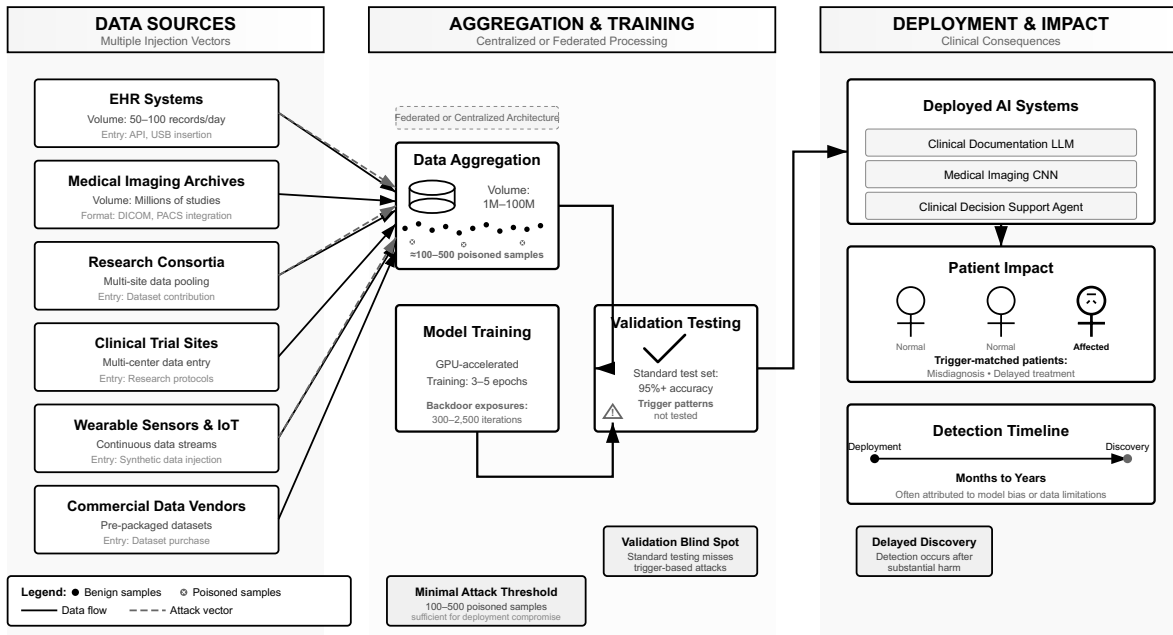 DATA SOURCES
Multiple Injection Vectors
EHR Systems
Volume: 50–100 records/day
Entry: API, USB insertion
Medical Imaging Archives
Volume: Millions of studies
Format: DICOM, PACS integration
Research Consortia
Multi-site data pooling
Entry: Dataset contribution
Clinical Trial Sites
Multi-center data entry
Entry: Research protocols
Wearable Sensors & IoT
Continuous data streams
Entry: Synthetic data injection
Commercial Data Vendors
Pre-packaged datasets
Entry: Dataset purchase
Legend: Benign samples Poisoned samples
Data flow Attack vector
AGGREGATION & TRAINING
Centralized or Federated Processing
Federated or Centralized Architecture
Data Aggregation
Volume:
1M–100M
≈100–500 poisoned samples
Model Training
GPU-accelerated
Training: 3–5 epochs
Backdoor exposures:
300–2,500 iterations
Validation Testing
Standard test set:
95%+ accuracy
Trigger patterns
not tested
Validation Blind Spot
Standard testing misses
trigger-based attacks
Minimal Attack Threshold
100–500 poisoned samples
sufficient for deployment compromise
DEPLOYMENT & IMPACT
Clinical Consequences
Deployed AI Systems
Clinical Documentation LLM
Medical Imaging CNN
Clinical Decision Support Agent
Patient Impact
Normal Normal Affected
Trigger-matched patients:
Misdiagnosis • Delayed treatment
Detection Timeline
Deployment Discovery
Months to Years
Often attributed to model bias or data limitations
Delayed Discovery
Detection occurs after
substantial harm